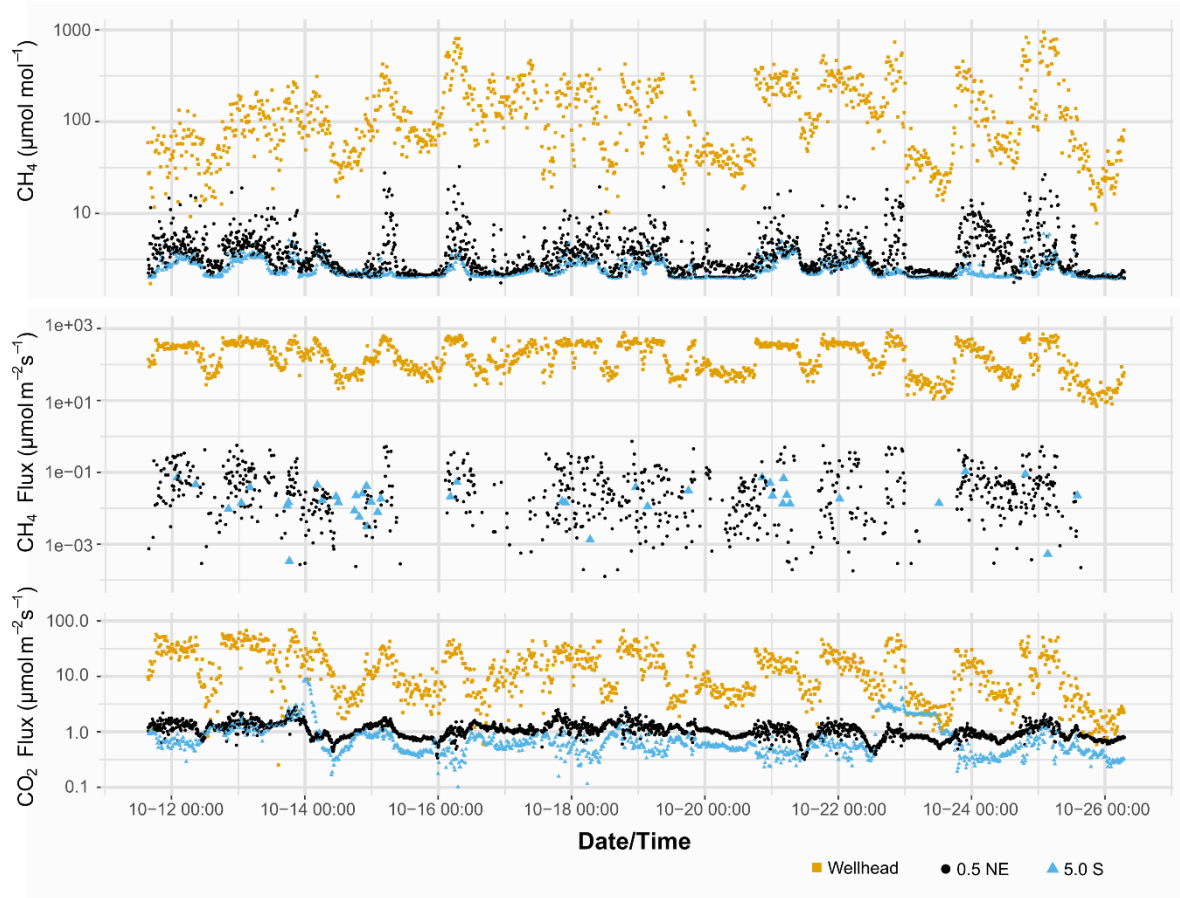 CH₄ (μmol mol⁻¹)
1000
100
10
CH₄ Flux (μmol m⁻² s⁻¹)
1e+03
1e+01
1e−01
1e−03
CO₂ Flux (μmol m⁻² s⁻¹)
100.0
10.0
1.0
0.1
10−12 00:00 10−14 00:00 10−16 00:00 10−18 00:00 10−20 00:00 10−22 00:00 10−24 00:00 10−26 00:00
Date/Time
Wellhead 0.5 NE 5.0 S